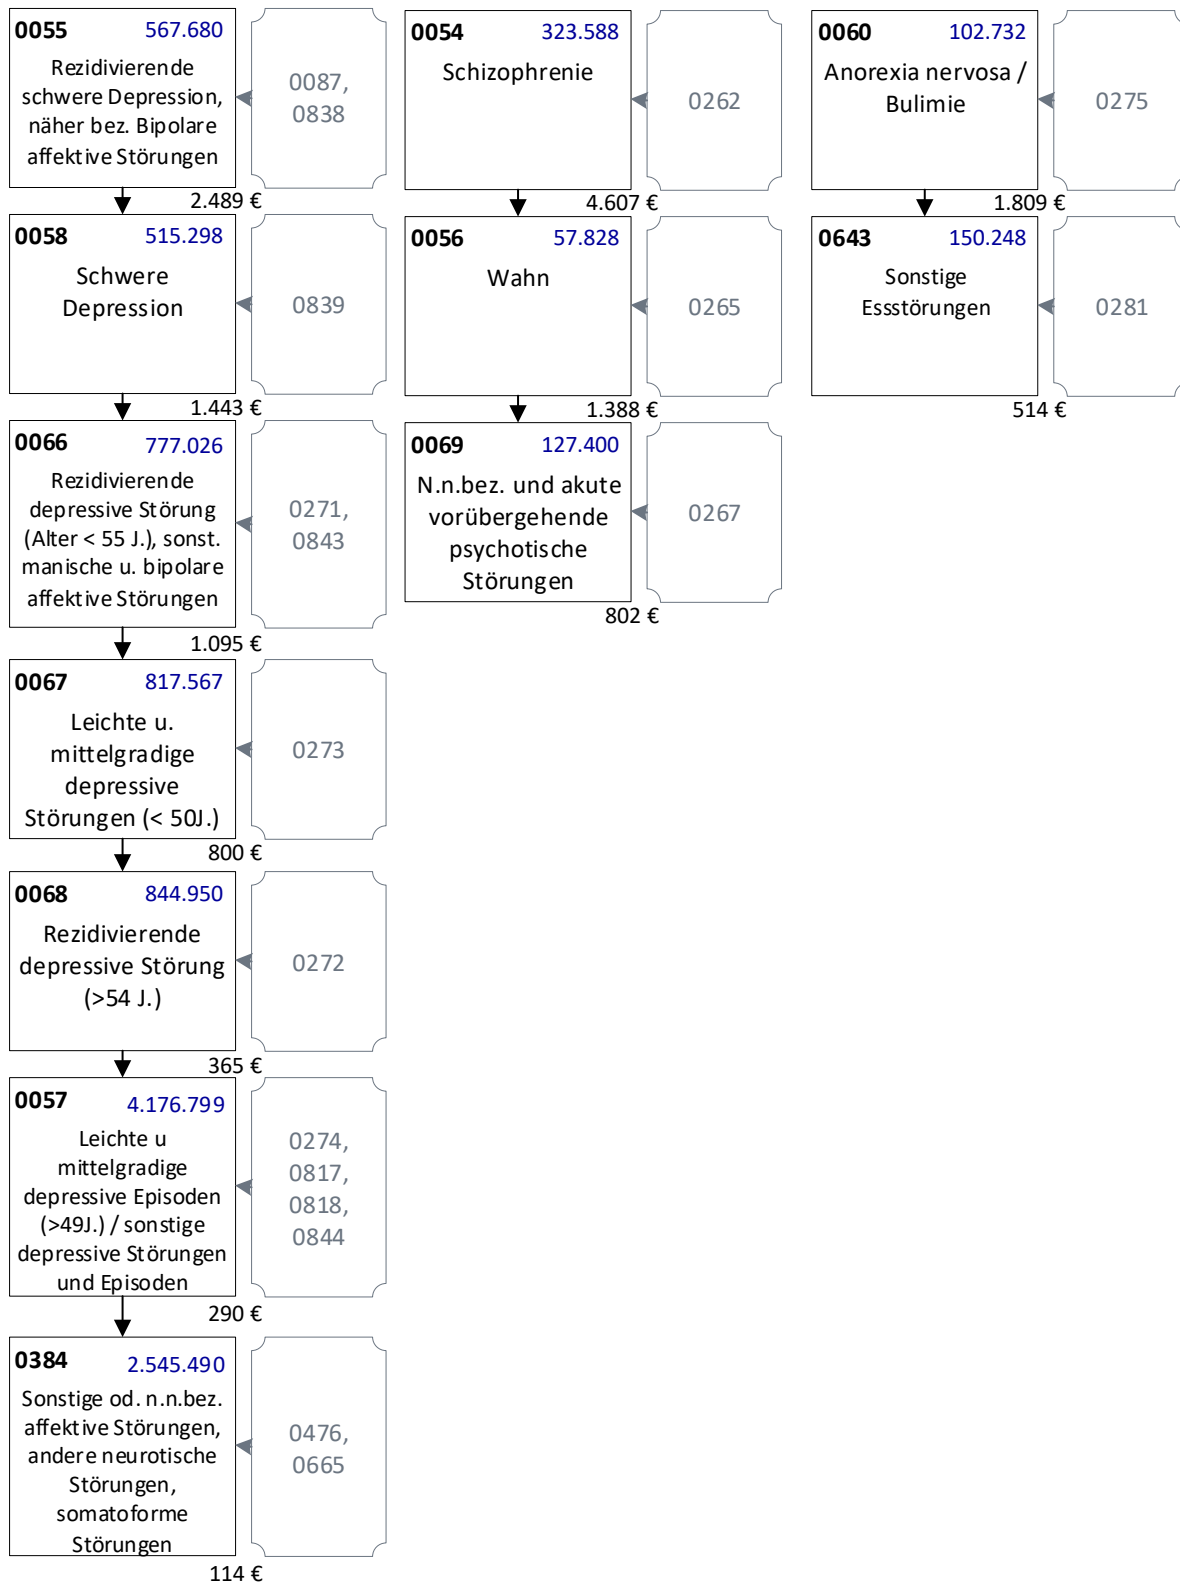 0055 567.680
Rezidivierende
schwere Depression,
näher bez. Bipolare
affektive Störungen
0087,
0838
2.489 €
0058 515.298
Schwere
Depression
0839
1.443 €
0066 777.026
Rezidivierende
depressive Störung
(Alter < 55 J.), sonst.
manische u. bipolare
affektive Störungen
0271,
0843
1.095 €
0067 817.567
Leichte u.
mittelgradige
depressive
Störungen (< 50J.)
0273
800 €
0068 844.950
Rezidivierende
depressive Störung
(>54 J.)
0272
365 €
0057 4.176.799
Leichte u
mittelgradige
depressive Episoden
(>49J.) / sonstige
depressive Störungen
und Episoden
0274,
0817,
0818,
0844
290 €
0384 2.545.490
Sonstige od. n.n.bez.
affektive Störungen,
andere neurotische
Störungen,
somatoforme
Störungen
0476,
0665
114 €
0054 323.588
Schizophrenie
0262
4.607 €
0056 57.828
Wahn
0265
1.388 €
0069 127.400
N.n.bez. und akute
vorübergehende
psychotische
Störungen
0267
802 €
0060 102.732
Anorexia nervosa /
Bulimie
0275
1.809 €
0643 150.248
Sonstige
Essstörungen
0281
514 €